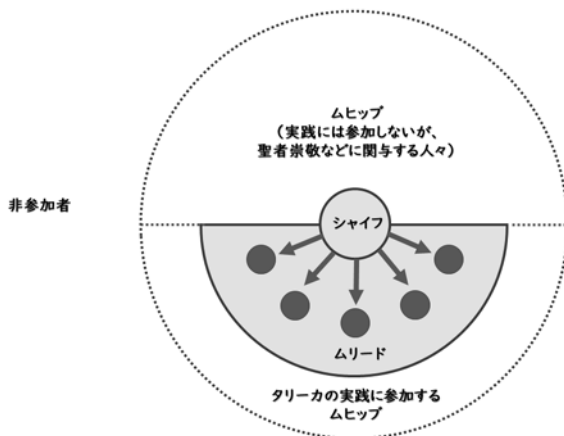 ムヒッブ
（実践には参加しないが、
聖者崇敬などに関与する人々）
非参加者
シャイフ
ムリード
タリーカの実践に参加する
ムヒッブ